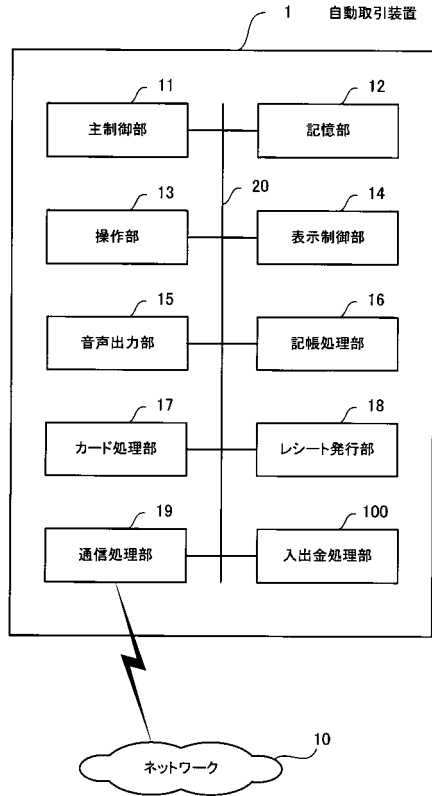 1 自動取引装置
11 12
主制御部 記憶部
13 20 14
操作部 表示制御部
15 16
音声出力部 記帳処理部
17 18
カード処理部 レシート発行部
19 100
通信処理部 入出金処理部
10
ネットワーク